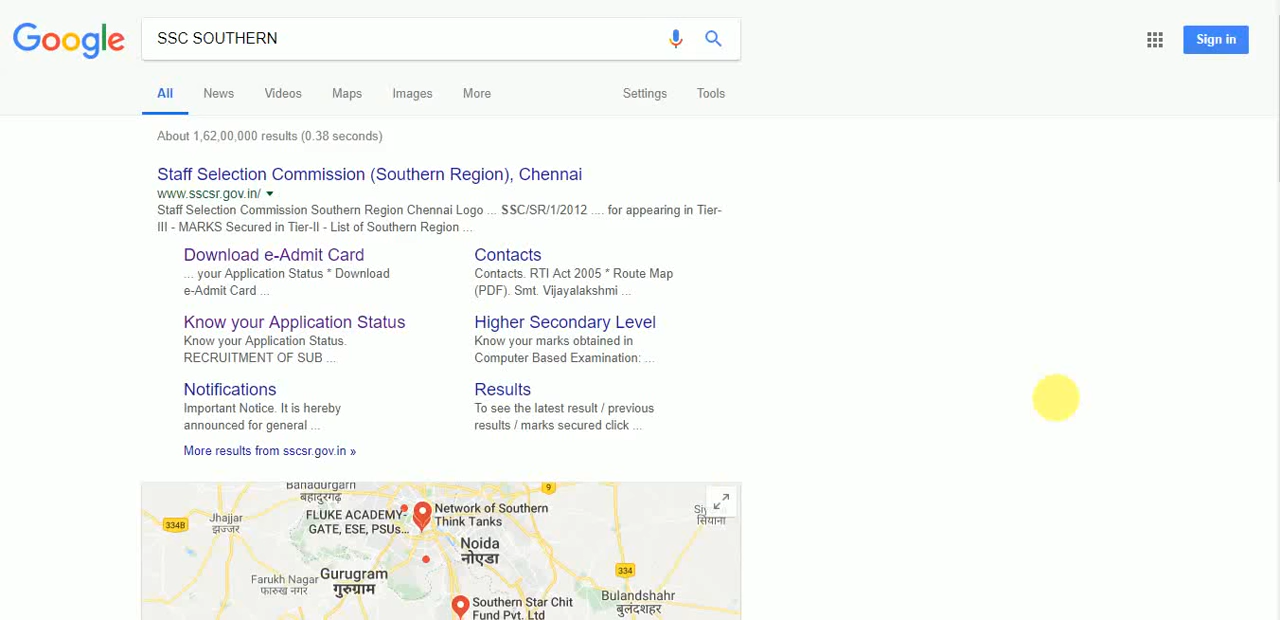 Google
SSC SOUTHERN
Sign in
All News Videos Maps Images More Settings Tools
About 1,62,00,000 results (0.38 seconds)
Staff Selection Commission (Southern Region), Chennai
www.sscsr.gov.in/
Staff Selection Commission Southern Region Chennai Logo ... SSC/SR/1/2012 .... for appearing in Tier-
III - MARKS Secured in Tier-II - List of Southern Region ...
Download e-Admit Card
... your Application Status * Download
e-Admit Card ...
Contacts
Contacts. RTI Act 2005 * Route Map
(PDF). Smt. Vijayalakshmi ...
Know your Application Status
Know your Application Status.
RECRUITMENT OF SUB ...
Higher Secondary Level
Know your marks obtained in
Computer Based Examination: ...
Notifications
Important Notice. It is hereby
announced for general ...
Results
To see the latest result / previous
results / marks secured click ...
More results from sscsr.gov.in »
Bahadurgarh
बहादुरगढ़
9
FLUKE ACADEMY-
GATE, ESE, PSUs...
Network of Southern
Think Tanks
334B
Jhajjar
झज्जर
Noida
नोएडा
334
Farukh Nagar
फ़ारुख नगर
Gurugram
गुरुग्राम
Bulandshahr
बुलंदशहर
Southern Star Chit
Fund Pvt. Ltd